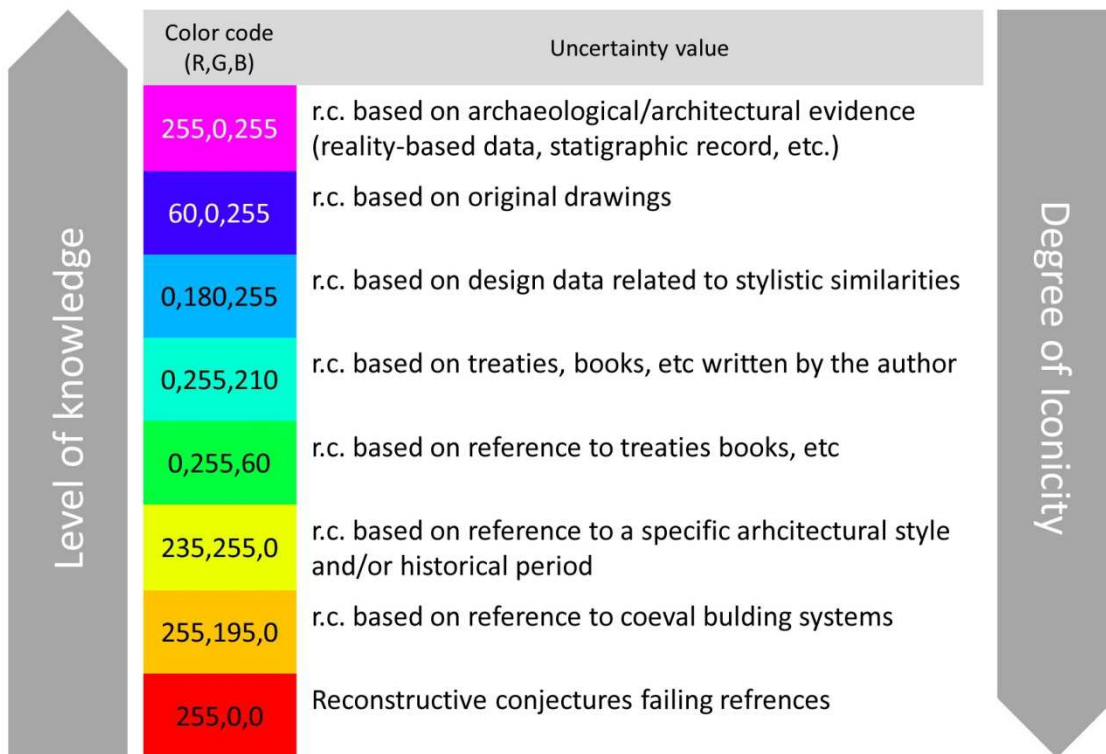 Level of knowledge
Color code
(R,G,B)
Uncertainty value
255,0,255
r.c. based on archaeological/architectural evidence
(reality-based data, statigraphic record, etc.)
60,0,255
r.c. based on original drawings
0,180,255
r.c. based on design data related to stylistic similarities
0,255,210
r.c. based on treaties, books, etc written by the author
0,255,60
r.c. based on reference to treaties books, etc
235,255,0
r.c. based on reference to a specific arhcitectural style
and/or historical period
255,195,0
r.c. based on reference to coeval bulding systems
255,0,0
Reconstructive conjectures failing refrences
Degree of Iconicity